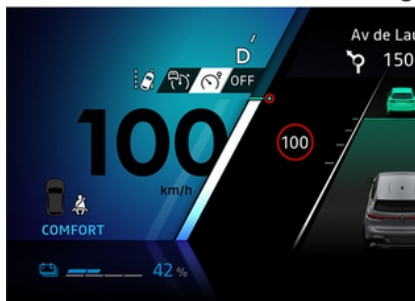 Av de Lau
D
150
OFF
100
100
km/h
COMFORT
42 %